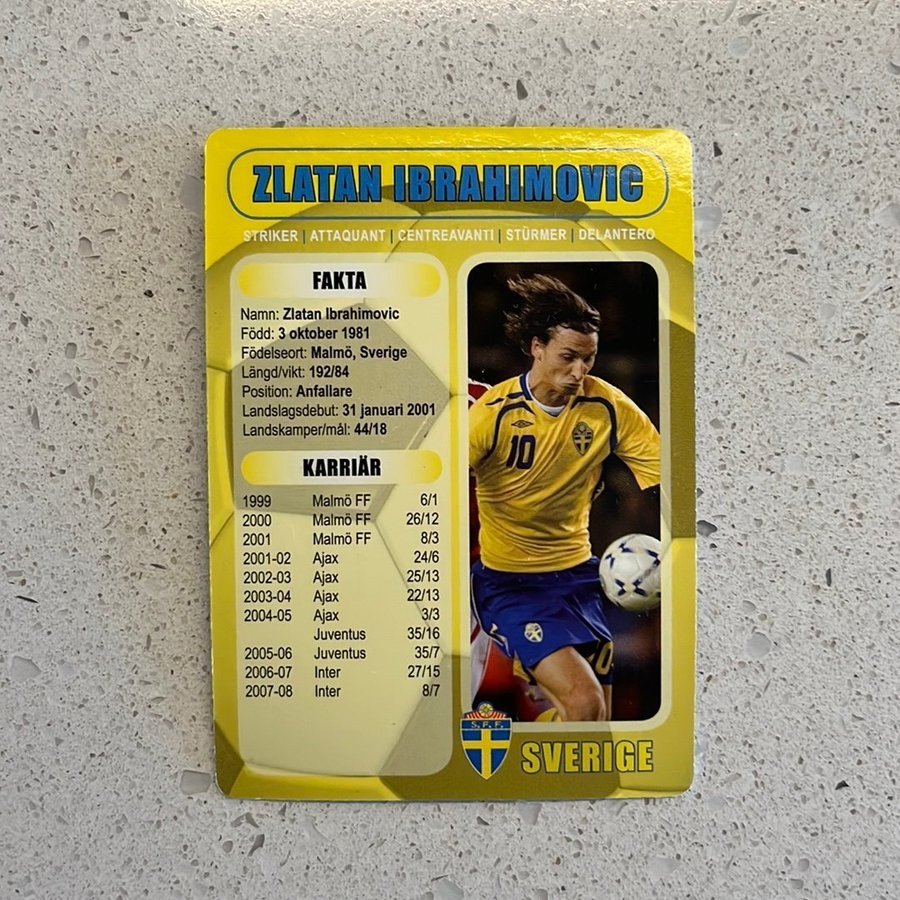 ZLATAN IBRAHIMOVIC
STRIKER | ATTAQUANT | CENTREAVANTI | STÙRMER | DELANTERO
FAKTA
Namn: Zlatan Ibrahimovic
Född: 3 oktober 1981
Födelseort: Malmö, Sverige
Längd/vikt: 192/84
Position: Anfallare
Landslagsdebut: 31 januari 2001
Landskamper/mål: 44/18
KARRIÄR
1999 Malmö FF 6/1
2000 Malmö FF 26/12
2001 Malmö FF 8/3
2001-02 Ajax 24/6
2002-03 Ajax 25/13
2003-04 Ajax 22/13
2004-05 Ajax 3/3
Juventus 35/16
2005-06 Juventus 35/7
2006-07 Inter 27/15
2007-08 Inter 8/7
10
10
S.F.F.
SVERIGE